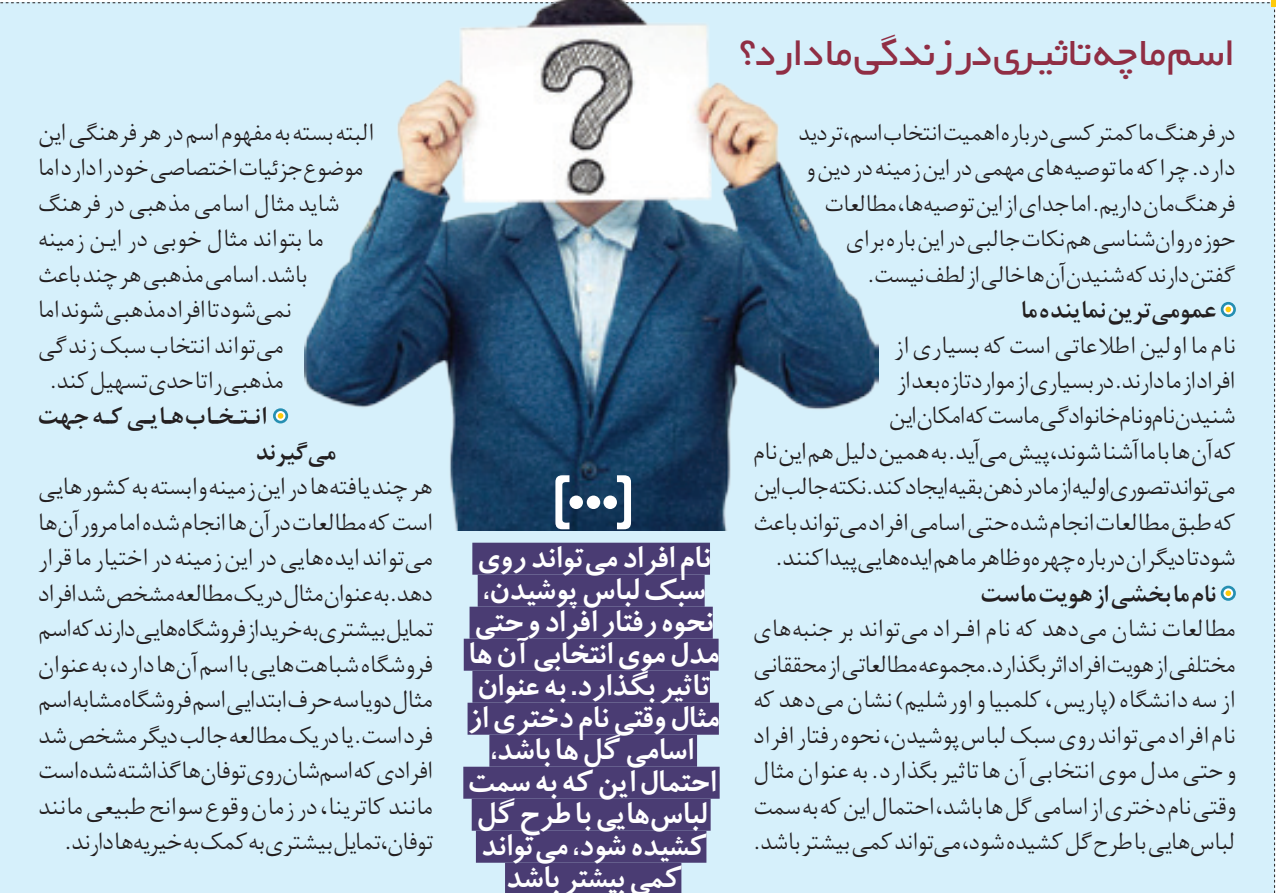 اسم ما چه تاثیری در زندگی ما دارد؟
در فرهنگ ما کمتر کسی درباره اهمیت انتخاب اسم، تردید
دارد. چرا که ما توصیه‌های مهمی در این زمینه در دین و
فرهنگ‌مان داریم. اما جدای از این توصیه‌ها، مطالعات
حوزه روان‌شناسی هم نکات جالبی در این باره برای
گفتن دارند که شنیدن آن ها خالی از لطف نیست.
عمومی‌ترین نماینده ما
نام ما اولین اطلاعاتی است که بسیاری از
افراد از ما دارند. در بسیاری از موارد تازه بعد از
شنیدن نام و نام خانوادگی ماست که امکان این
که آن ها با ما آشنا شوند، پیش می‌آید. به همین دلیل هم این نام
می‌تواند تصوری اولیه از ما در ذهن بقیه ایجاد کند. نکته جالب این
که طبق مطالعات انجام شده حتی اسامی افراد می‌تواند باعث
شود تا دیگران درباره چهره و ظاهر ما هم ایده‌هایی پیدا کنند.
نام ما بخشی از هویت ماست
مطالعات نشان می‌دهد که نام افراد می‌تواند بر جنبه‌های
مختلفی از هویت افراد اثر بگذارد. مجموعه مطالعاتی از محققانی
از سه دانشگاه (پاریس، کلمبیا و اورشلیم) نشان می‌دهد که
نام افراد می‌تواند روی سبک لباس پوشیدن، نحوه رفتار افراد
و حتی مدل موی انتخابی آن ها تاثیر بگذارد. به عنوان مثال
وقتی نام دختری از اسامی گل ها باشد، احتمال این که به سمت
لباس‌هایی با طرح گل کشیده شود، می‌تواند کمی بیشتر باشد.
[•••]
نام افراد می‌تواند روی
سبک لباس پوشیدن،
نحوه رفتار افراد و حتی
مدل موی انتخابی آن ها
تاثیر بگذارد. به عنوان
مثال وقتی نام دختری از
اسامی گل ها باشد،
احتمال این که به سمت
لباس‌هایی با طرح گل
کشیده شود، می‌تواند
کمی بیشتر باشد
البته بسته به مفهوم اسم در هر فرهنگی این
موضوع جزئیات اختصاصی خود را دارد اما
شاید مثال اسامی مذهبی در فرهنگ
ما بتواند مثال خوبی در این زمینه
باشد. اسامی مذهبی هر چند باعث
نمی‌شود تا افراد مذهبی شوند اما
می‌تواند انتخاب سبک زندگی
مذهبی را تا حدی تسهیل کند.
انتخاب‌هایی که جهت
می‌گیرند
هر چند یافته‌ها در این زمینه وابسته به کشورهایی
است که مطالعات در آن ها انجام شده اما مرور آن‌ها
می‌تواند ایده‌هایی در این زمینه در اختیار ما قرار
دهد. به عنوان مثال در یک مطالعه مشخص شد افراد
تمایل بیشتری به خرید از فروشگاه‌هایی دارند که اسم
فروشگاه شباهت‌هایی با اسم آن‌ها دارد، به عنوان
مثال دو یا سه حرف ابتدایی اسم فروشگاه مشابه اسم
فرد است. یا در یک مطالعه جالب دیگر مشخص شد
افرادی که اسم‌شان روی توفان‌ها گذاشته شده است
مانند کاترینا، در زمان وقوع سوانح طبیعی مانند
توفان، تمایل بیشتری به کمک به خیریه‌ها دارند.
?